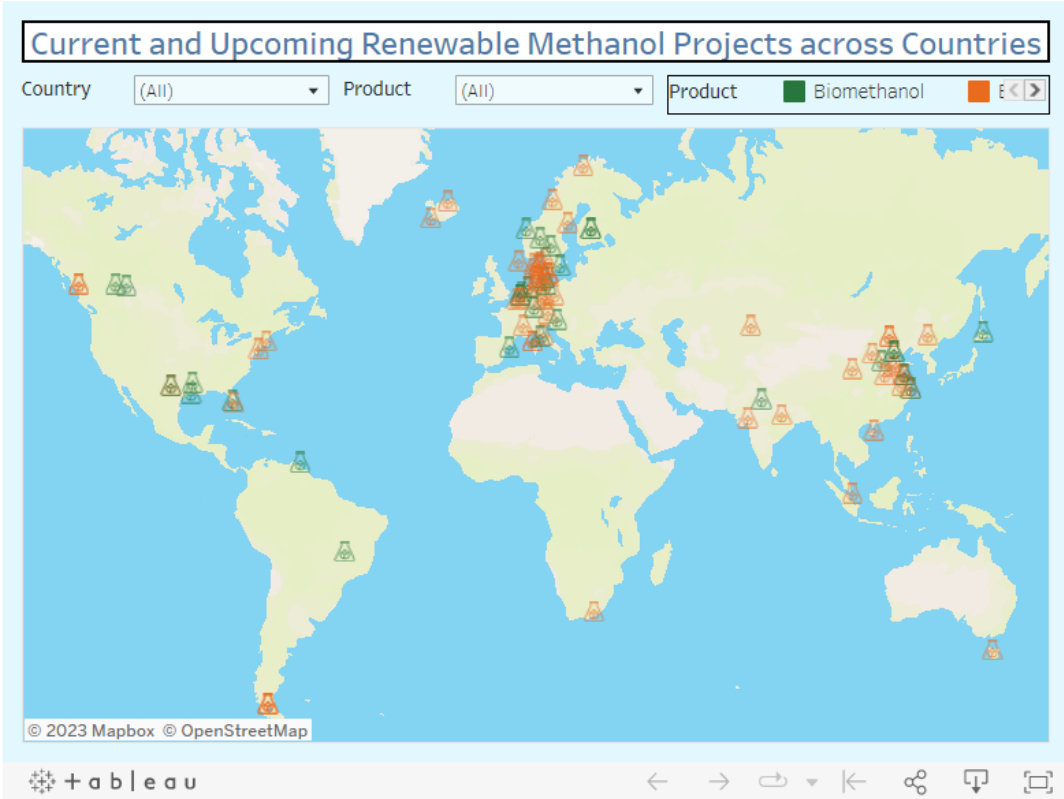 Current and Upcoming Renewable Methanol Projects across Countries
Country (All) Product (All) Product Biomethanol
© 2023 Mapbox © OpenStreetMap
+ a b | e a u